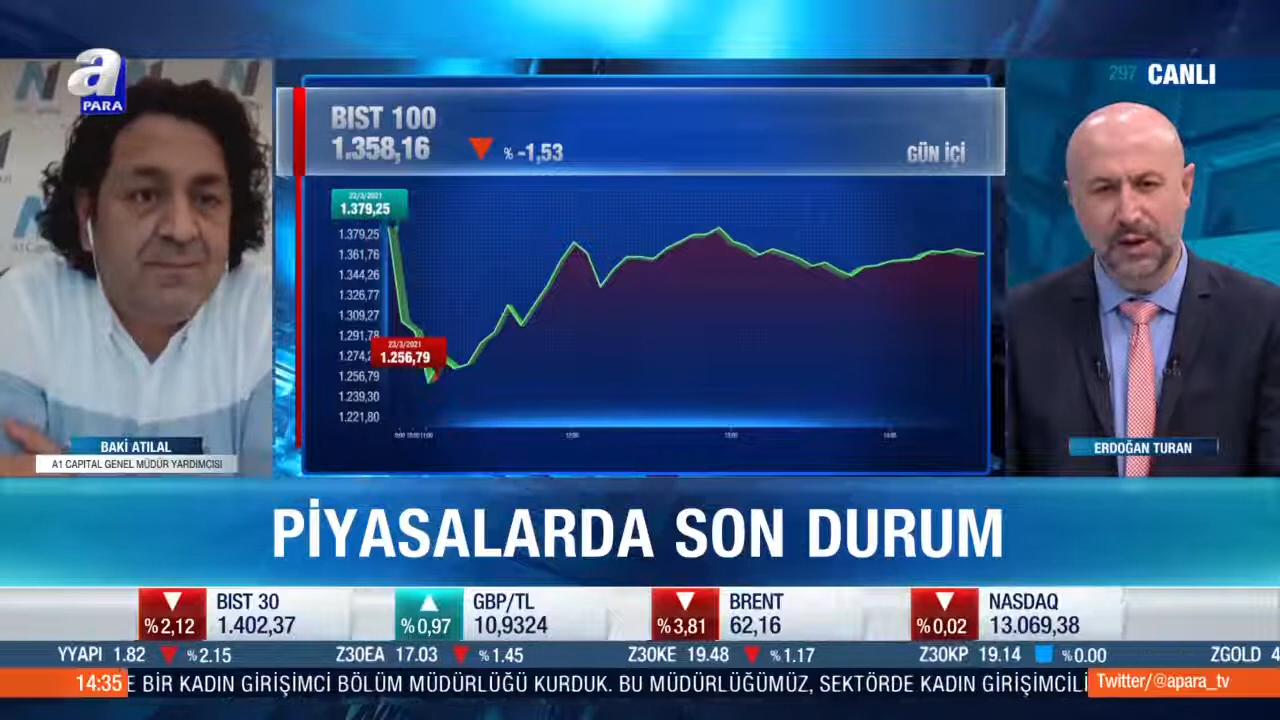 a
PARA
297 CANLI
BIST 100
1.358,16
% -1,53
GÜN İÇİ
22/3/2021
1.379,25
1.379,25
1.361,76
1.344,26
1.326,77
1.309,27
1.291,78
23/3/2021
1.256,79
1.256,79
1.239,30
1.221,80
BAKİ ATILAL
A1 CAPITAL GENEL MÜDÜR YARDIMCISI
ERDOĞAN TURAN
PİYASALARDA SON DURUM
%2,12
BIST 30
1.402,37
%0,97
GBP/TL
10,9324
%3,81
BRENT
62,16
%0,02
NASDAQ
13.069,38
YYAPI 1.82 %2.15 Z30EA 17.03 %1.45 Z30KE 19.48 %1.17 Z30KP 19.14 %0.00 ZGOLD 4
14:35 E BİR KADIN GİRİŞİMCİ BÖLÜM MÜDÜRLÜĞÜ KURDUK. BU MÜDÜRLÜĞÜMÜZ, SEKTÖRDE KADIN GİRİŞİMCİLİ Twitter/@apara_tv